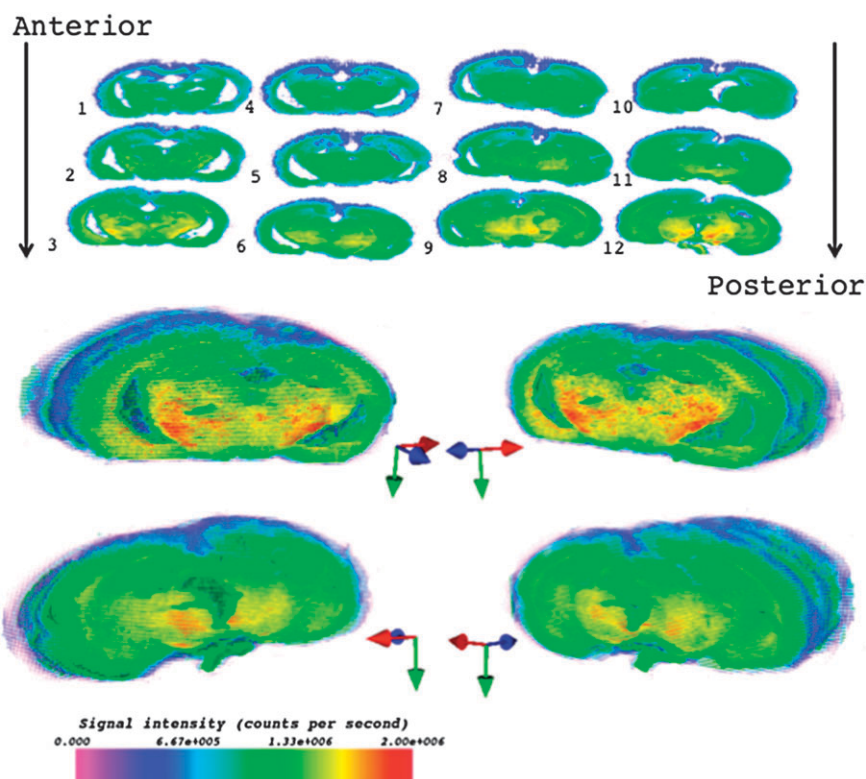 Anterior
1 4 7 10
2 5 8 11
3 6 9 12
Posterior
Signal intensity (counts per second)
0.000 6.67e+005 1.33e+006 2.00e+006